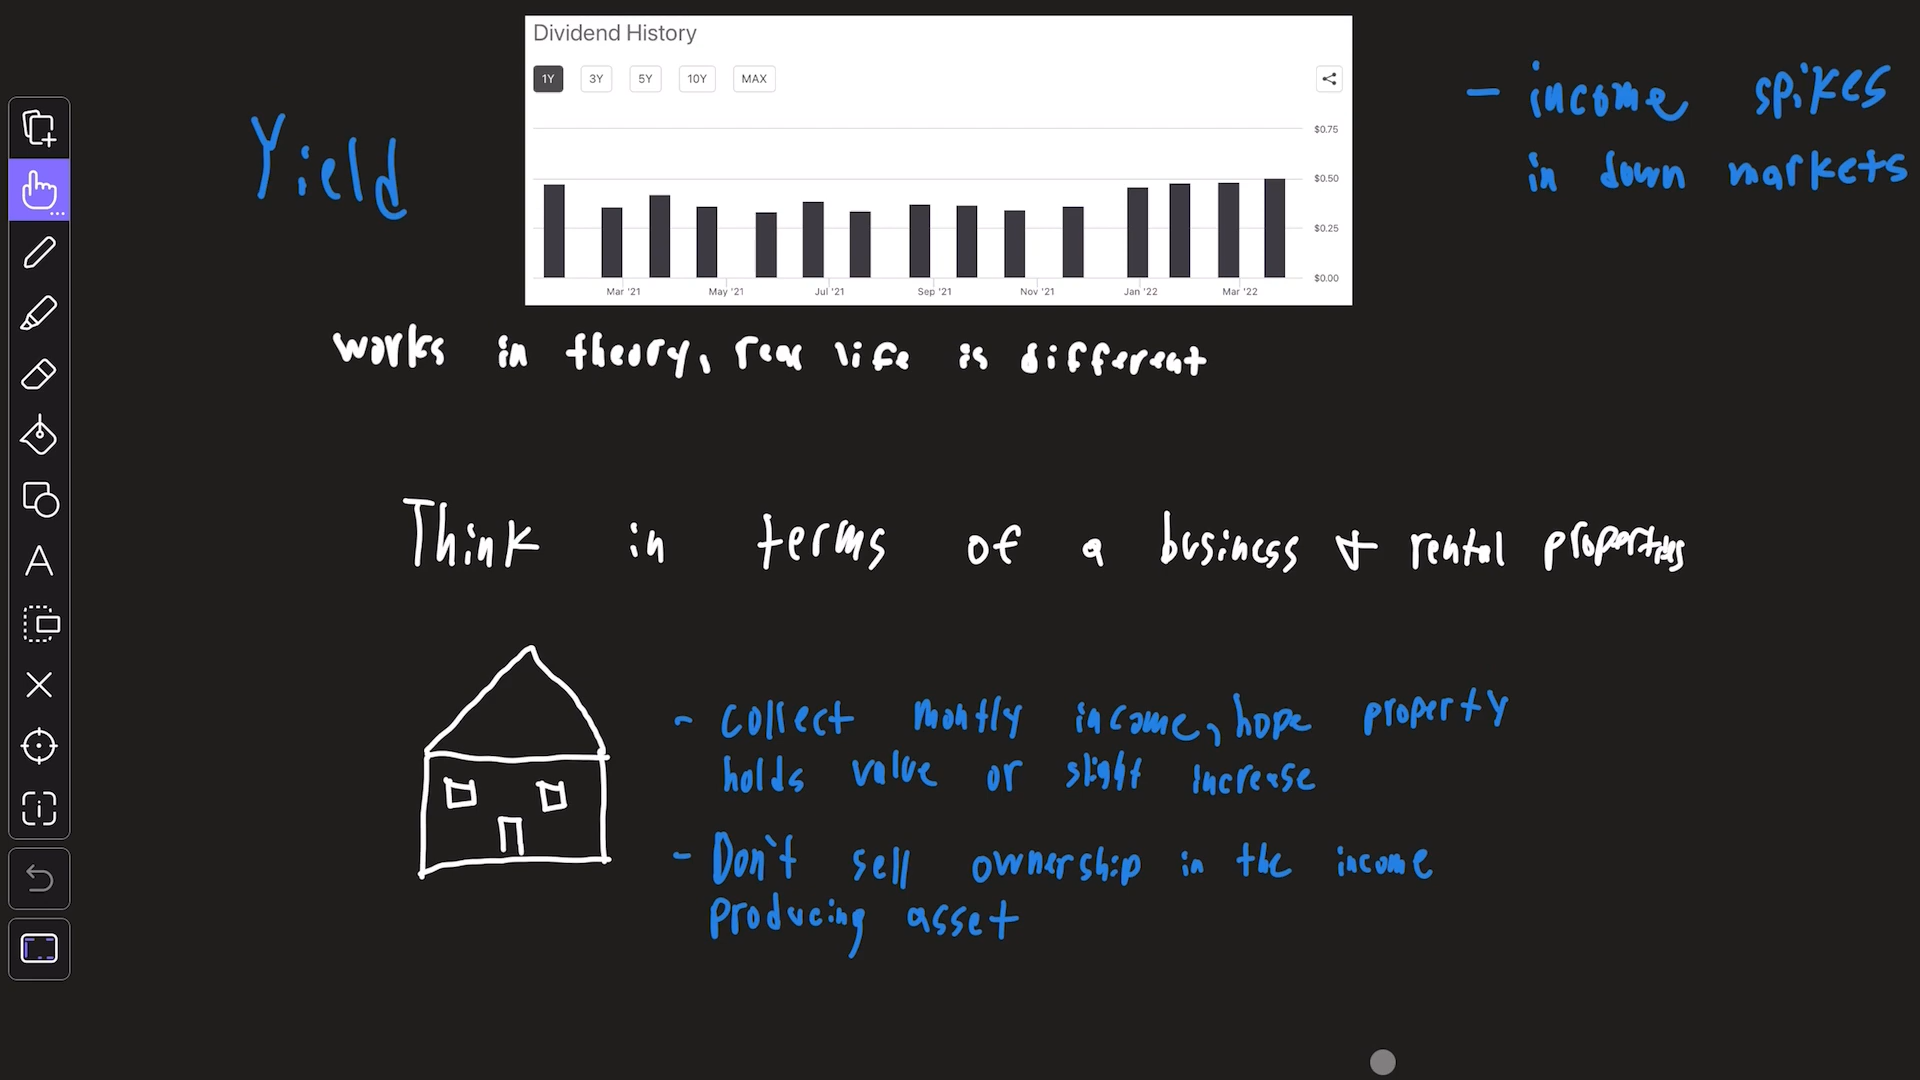 Dividend History
1Y 3Y 5Y 10Y MAX
$0.75
$0.50
$0.25
$0.00
Mar '21 May '21 Jul '21 Sep '21 Nov '21 Jan '22 Mar '22
Yield
- income spikes
in down markets
works in theory, real life is different
Think in terms of a business & rental properties
- collect montly income, hope property
holds value or slight increase
- Don't sell ownership in the income
producing asset
A